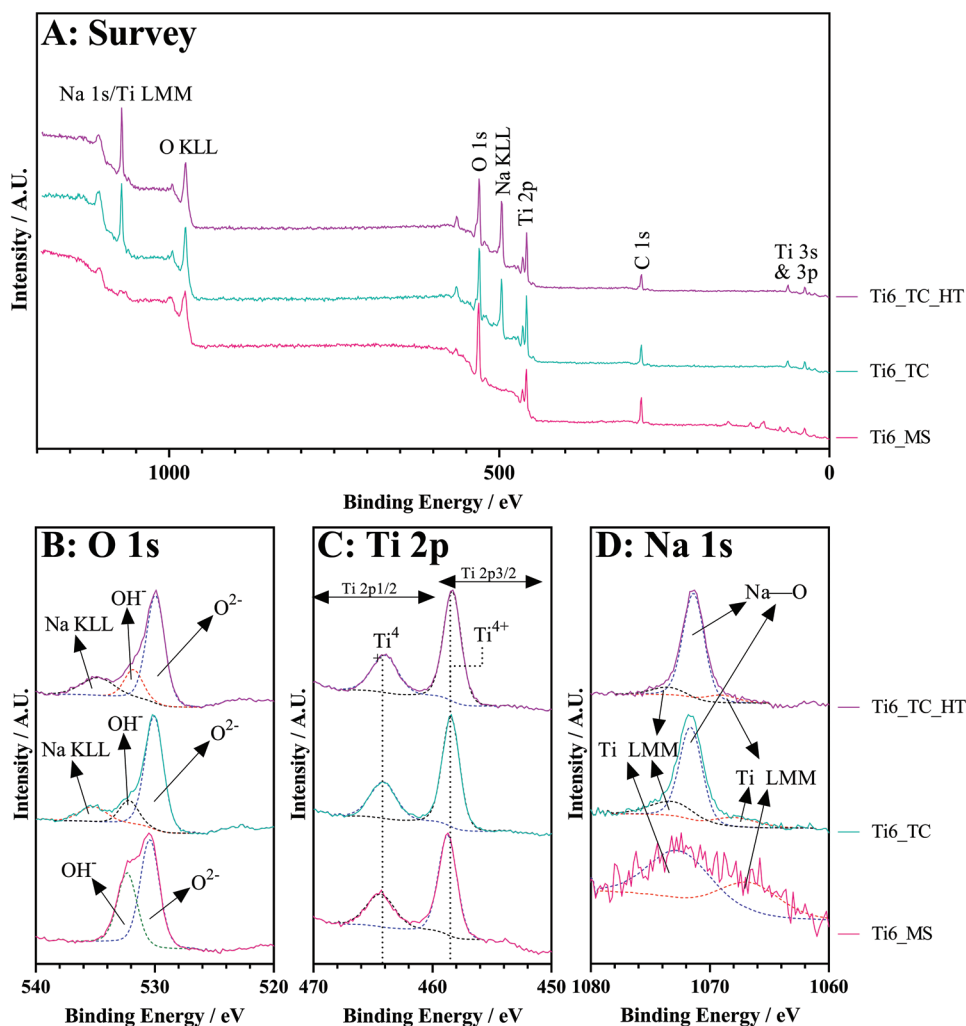 A: Survey
Na 1s/Ti LMM
O KLL
O 1s
Na KLL
Ti 2p
C 1s
Ti 3s
& 3p
Intensity / A.U.
Ti6_TC_HT
Ti6_TC
Ti6_MS
1000
500
0
Binding Energy / eV
B: O 1s
OH-
Na KLL
O2-
OH-
Na KLL
O2-
OH-
O2-
Intensity / A.U.
540
530
520
Binding Energy / eV
C: Ti 2p
Ti 2p1/2
Ti 2p3/2
Ti4
+
Ti4+
Intensity / A.U.
470
460
450
Binding Energy / eV
D: Na 1s
Na—O
Ti LMM
Ti LMM
Intensity / A.U.
Ti6_TC_HT
Ti6_TC
Ti6_MS
1080
1070
1060
Binding Energy / eV